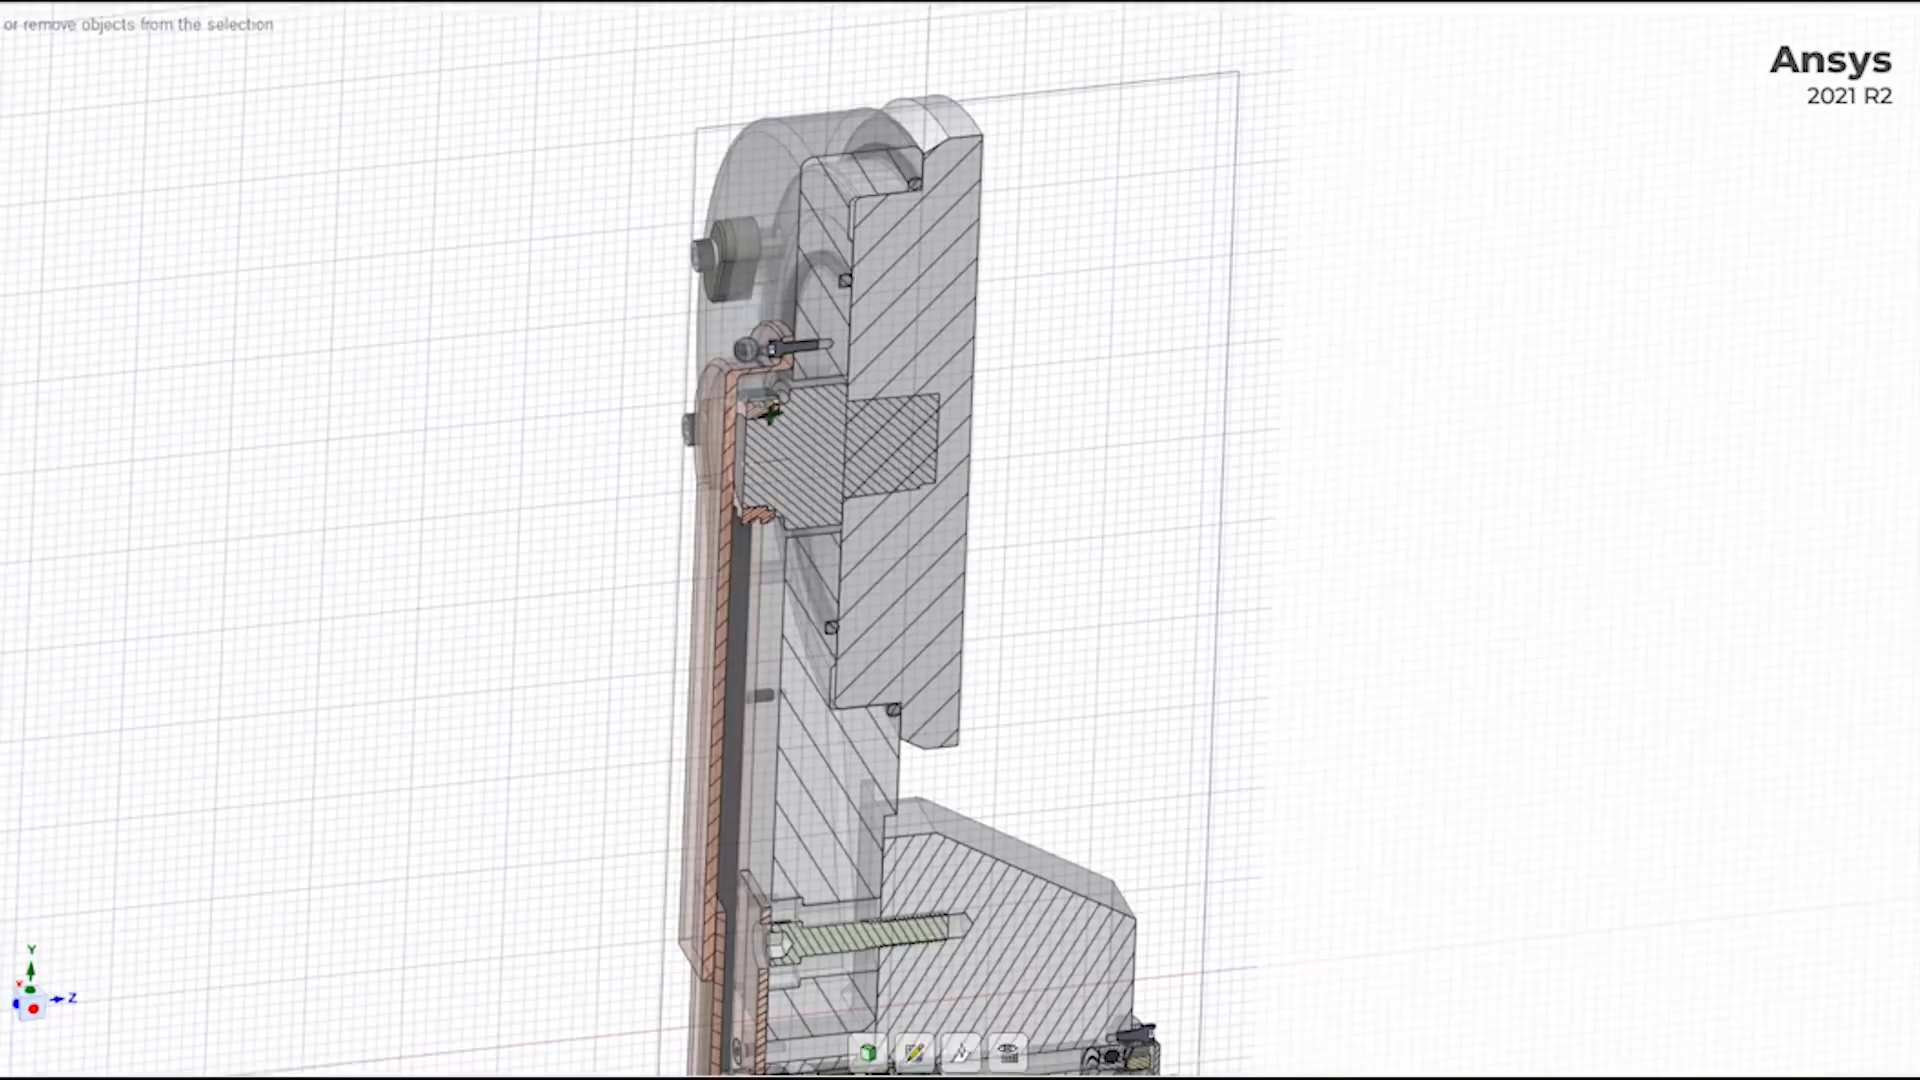 or remove objects from the selection
Ansys
2021 R2
Y
X
Z